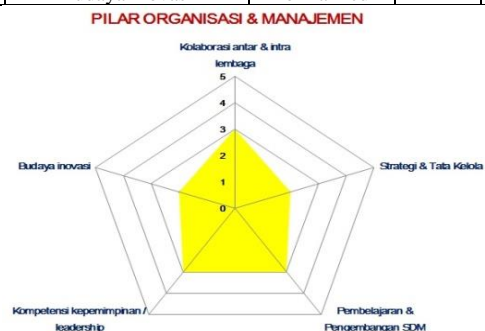 PILAR ORGANISASI & MANAJEMEN
Kolaborasi antar & intra
lembaga
5
4
3
2
1
0
Budaya inovasi
Strategi & Tata Kelola
Kompetensi kepemimpinan /
leadership
Pembelajaran &
Pengembangan SDM